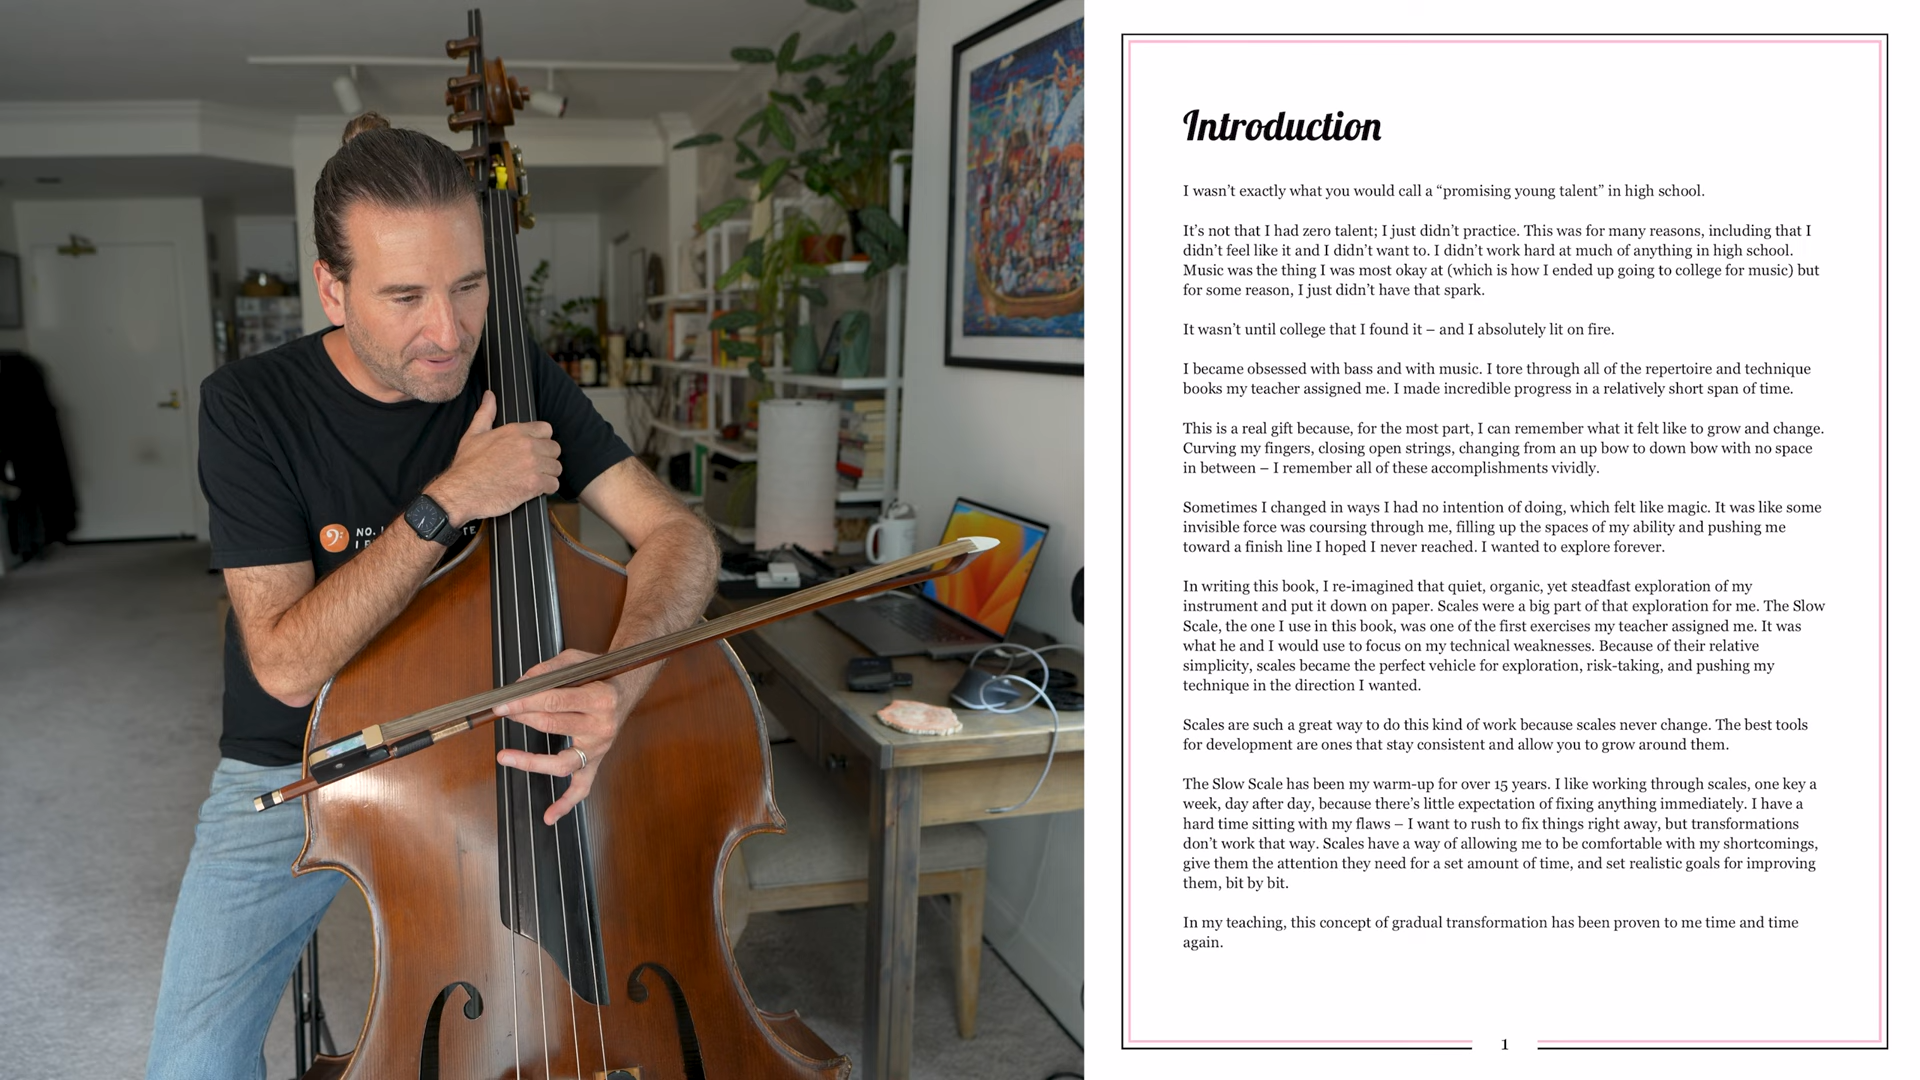 NO. I
TE
I
Introduction
I wasn’t exactly what you would call a “promising young talent” in high school.
It’s not that I had zero talent; I just didn’t practice. This was for many reasons, including that I
didn’t feel like it and I didn’t want to. I didn’t work hard at much of anything in high school.
Music was the thing I was most okay at (which is how I ended up going to college for music) but
for some reason, I just didn’t have that spark.
It wasn’t until college that I found it – and I absolutely lit on fire.
I became obsessed with bass and with music. I tore through all of the repertoire and technique
books my teacher assigned me. I made incredible progress in a relatively short span of time.
This is a real gift because, for the most part, I can remember what it felt like to grow and change.
Curving my fingers, closing open strings, changing from an up bow to down bow with no space
in between – I remember all of these accomplishments vividly.
Sometimes I changed in ways I had no intention of doing, which felt like magic. It was like some
invisible force was coursing through me, filling up the spaces of my ability and pushing me
toward a finish line I hoped I never reached. I wanted to explore forever.
In writing this book, I re-imagined that quiet, organic, yet steadfast exploration of my
instrument and put it down on paper. Scales were a big part of that exploration for me. The Slow
Scale, the one I use in this book, was one of the first exercises my teacher assigned me. It was
what he and I would use to focus on my technical weaknesses. Because of their relative
simplicity, scales became the perfect vehicle for exploration, risk-taking, and pushing my
technique in the direction I wanted.
Scales are such a great way to do this kind of work because scales never change. The best tools
for development are ones that stay consistent and allow you to grow around them.
The Slow Scale has been my warm-up for over 15 years. I like working through scales, one key a
week, day after day, because there’s little expectation of fixing anything immediately. I have a
hard time sitting with my flaws – I want to rush to fix things right away, but transformations
don’t work that way. Scales have a way of allowing me to be comfortable with my shortcomings,
give them the attention they need for a set amount of time, and set realistic goals for improving
them, bit by bit.
In my teaching, this concept of gradual transformation has been proven to me time and time
again.
1